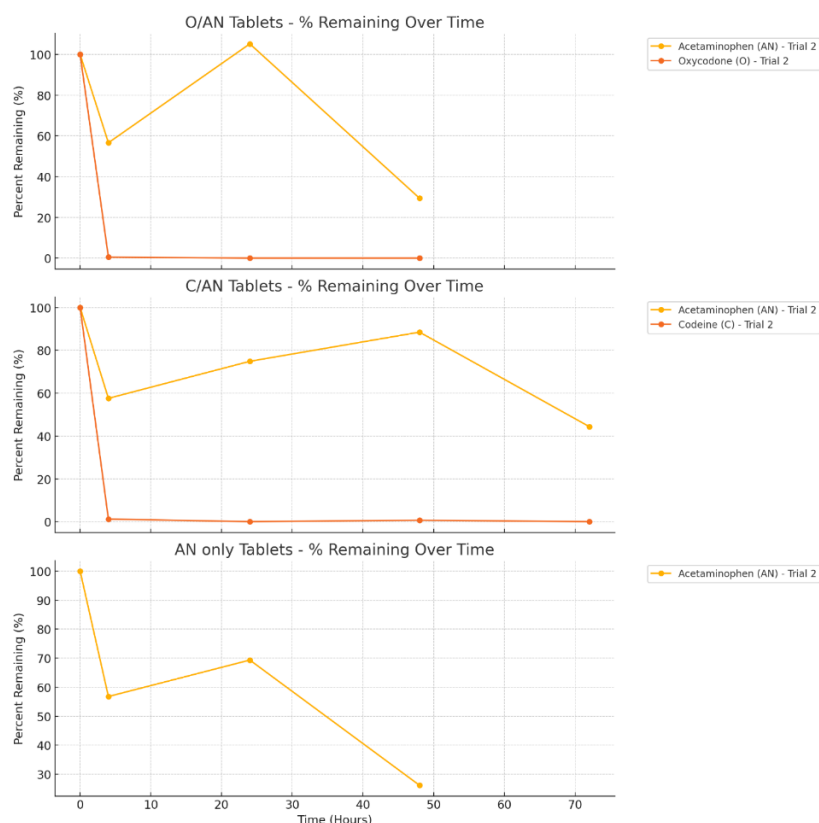 O/AN Tablets - % Remaining Over Time
Acetaminophen (AN) - Trial 2
Oxycodone (O) - Trial 2
Percent Remaining (%)
100
80
60
40
20
0
C/AN Tablets - % Remaining Over Time
Acetaminophen (AN) - Trial 2
Codeine (C) - Trial 2
Percent Remaining (%)
100
80
60
40
20
0
AN only Tablets - % Remaining Over Time
Acetaminophen (AN) - Trial 2
Percent Remaining (%)
100
90
80
70
60
50
40
30
0 10 20 30 40 50 60 70
Time (Hours)